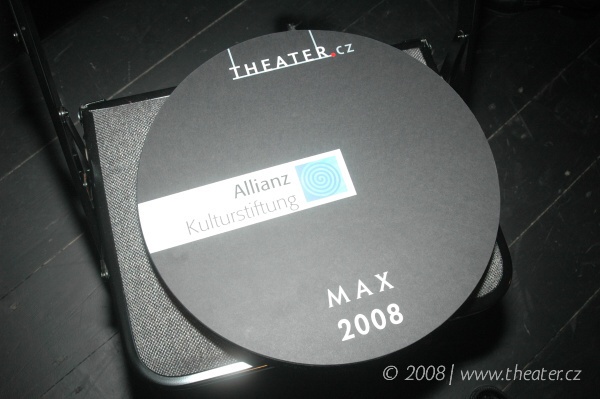 THEATER.cz
Allianz
Kulturstiftung
MAX
2008
© 2008 | www.theater.cz